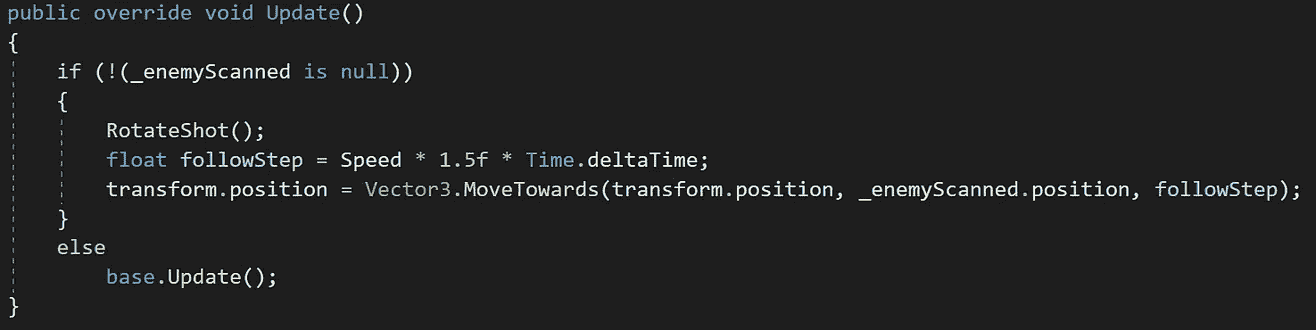 public override void Update()
{
    if (!(_enemyScanned is null))
    {
        RotateShot();
        float followStep = Speed * 1.5f * Time.deltaTime;
        transform.position = Vector3.MoveTowards(transform.position, _enemyScanned.position, followStep);
    }
    else
        base.Update();
}